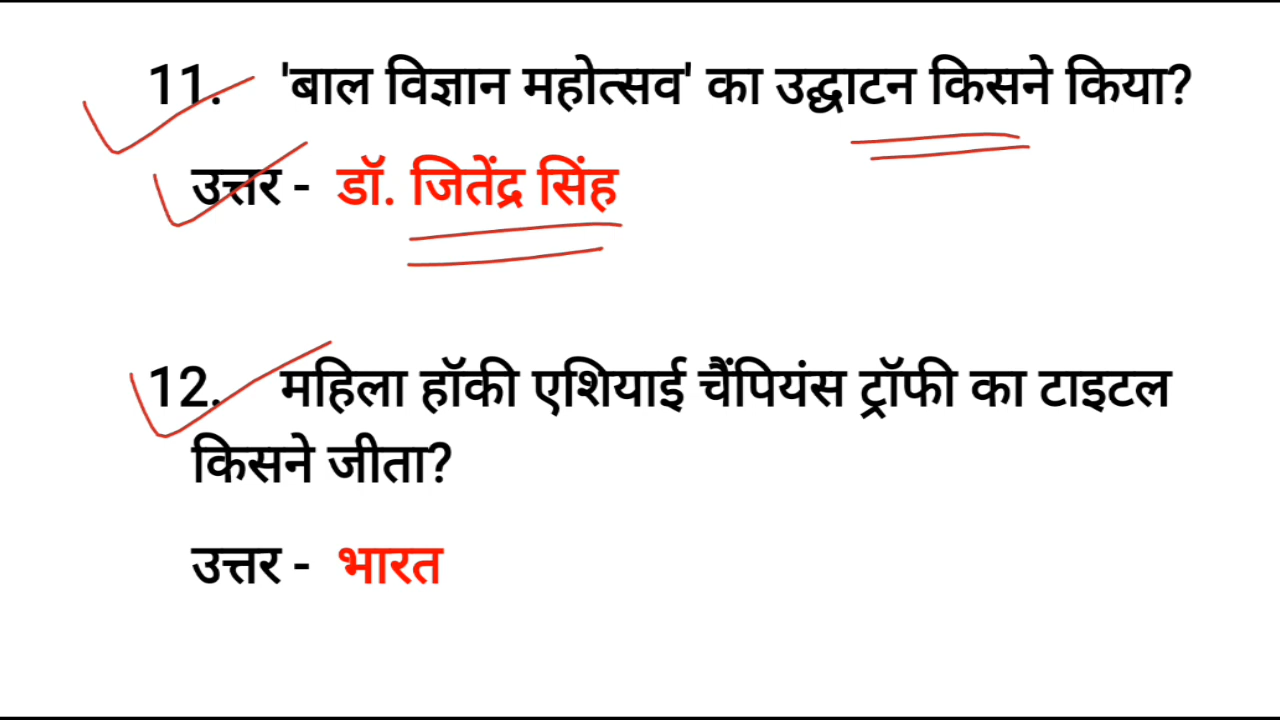 11. 'बाल विज्ञान महोत्सव' का उद्घाटन किसने किया?
उत्तर - डॉ. जितेंद्र सिंह
12. महिला हॉकी एशियाई चैंपियंस ट्रॉफी का टाइटल
किसने जीता?
उत्तर - भारत